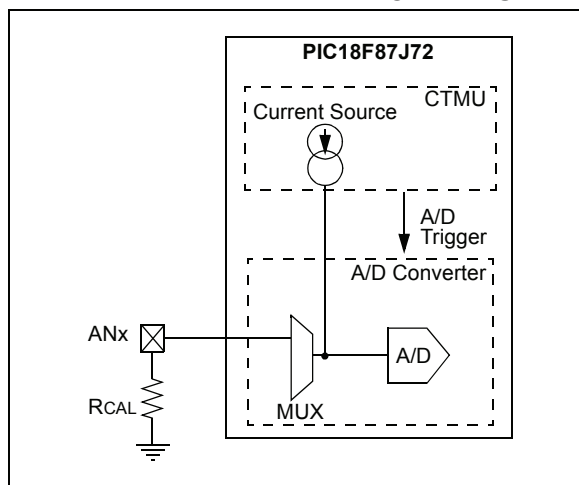 PIC18F87J72
CTMU
Current Source
A/D
Trigger
A/D Converter
ANx
A/D
RCAL
MUX